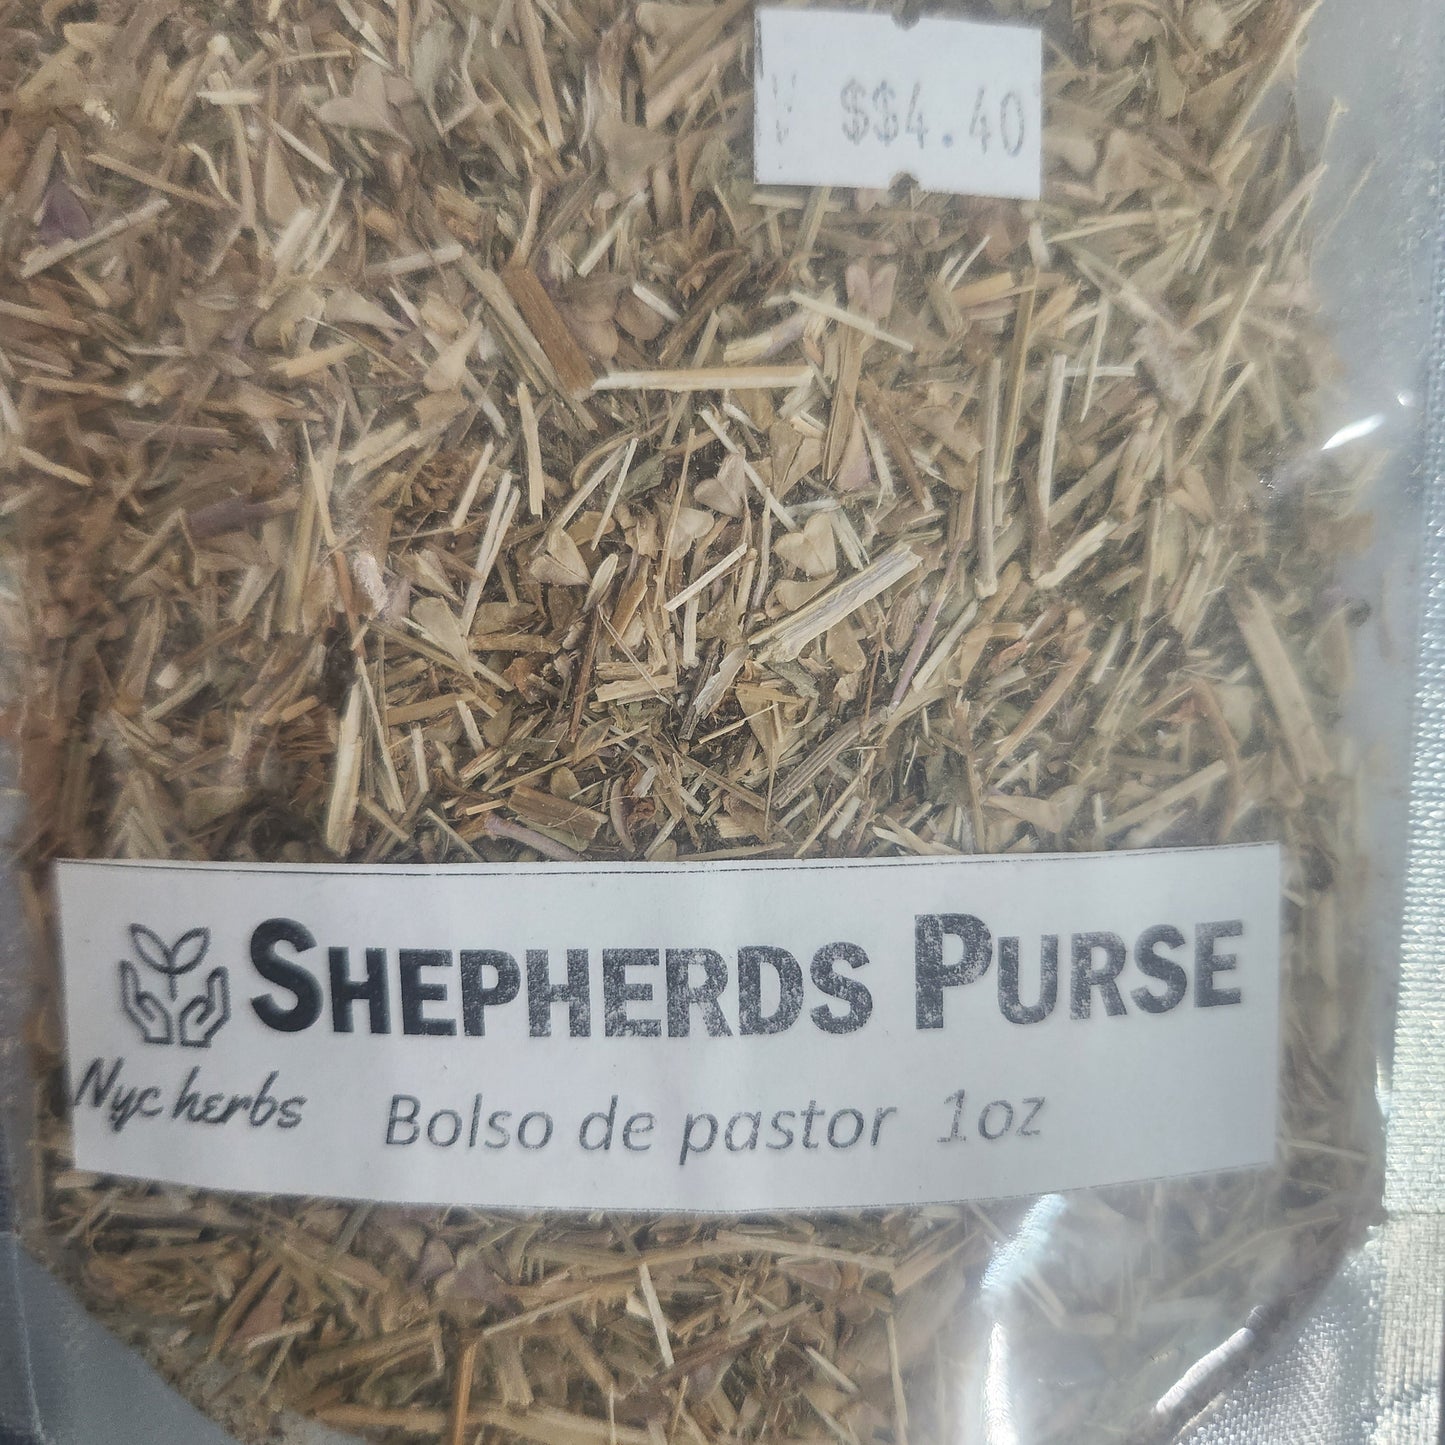 $$4.40
SHEPHERDS PURSE
Nyc herbs
Bolso de pastor 1oz